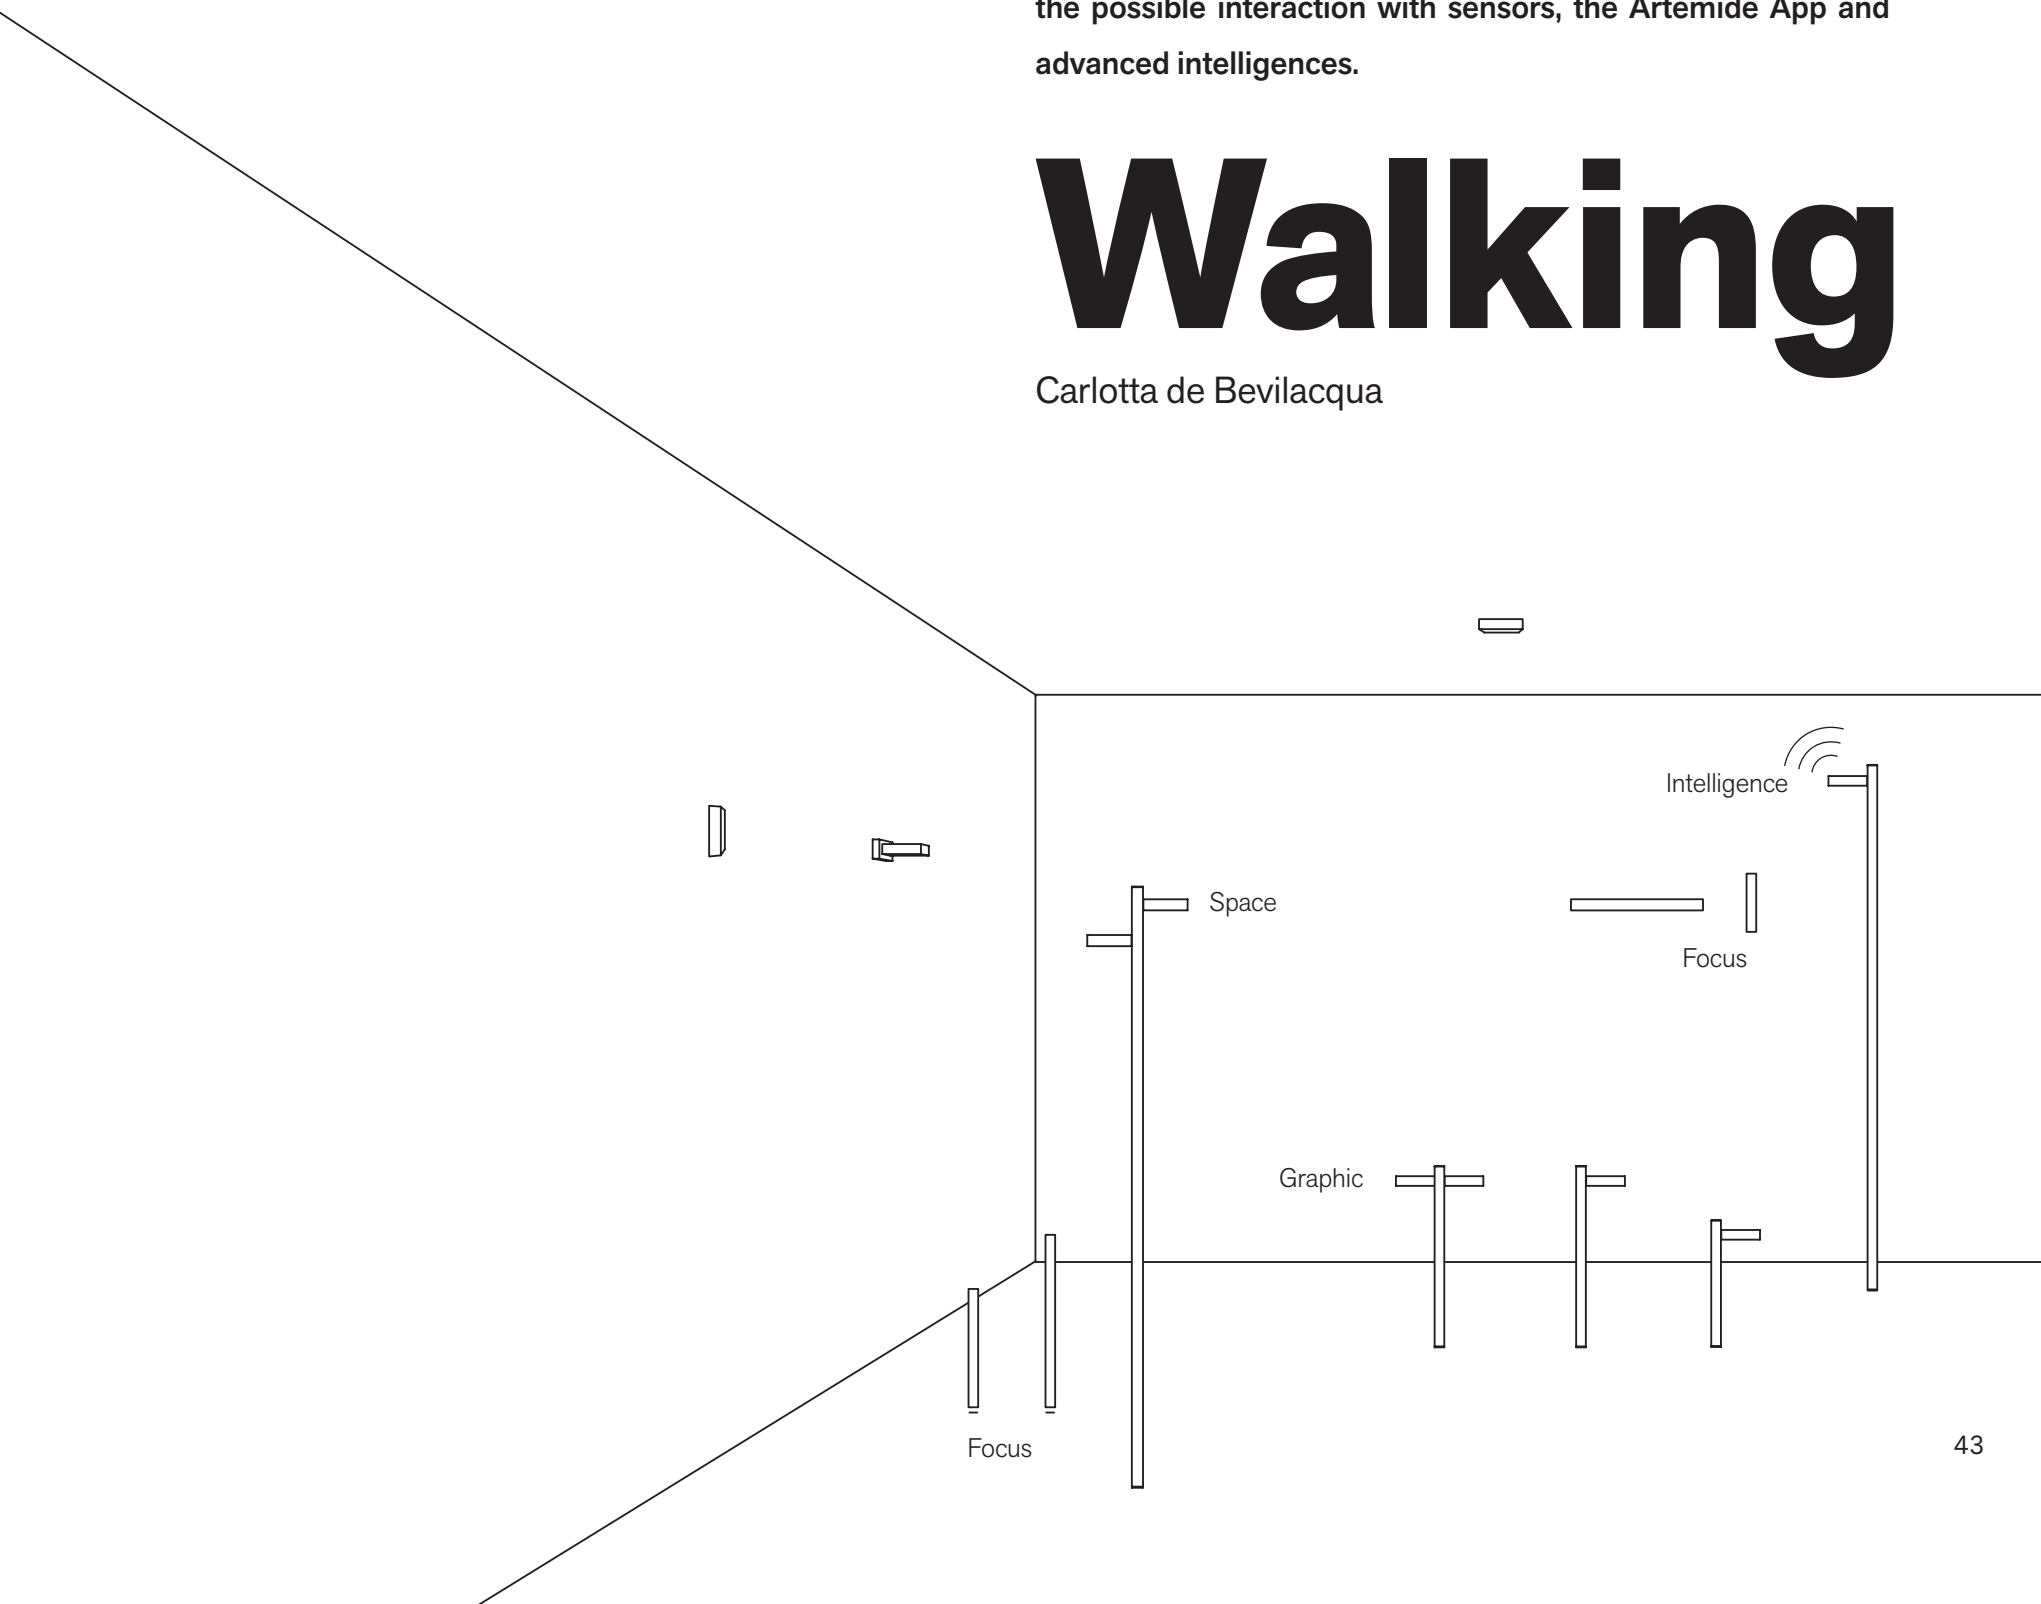 the possible interaction with sensors, the Artemide App and
advanced intelligences.
Walking
Carlotta de Bevilacqua
Intelligence
Space
Focus
Graphic
Focus
43